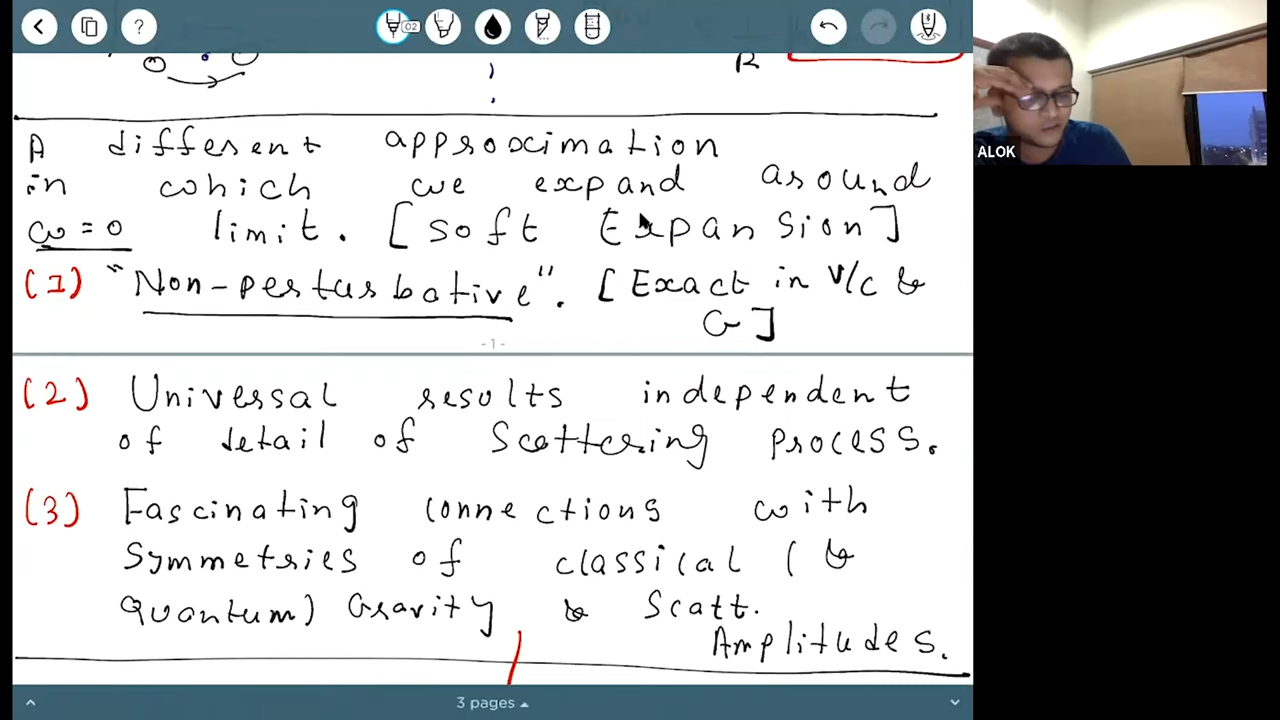 ?
02
R
ALOK
A different approximation
in which we expand around
ω = 0 limit. [Soft Expansion]
(1) "Non-perturbative". [Exact in V/c &
G]
- 1 -
(2) Universal results independent
of detail of Scattering process.
(3) Fascinating connections with
Symmetries of classical ( &
Quantum) Gravity & Scatt.
Amplitudes.
3 pages